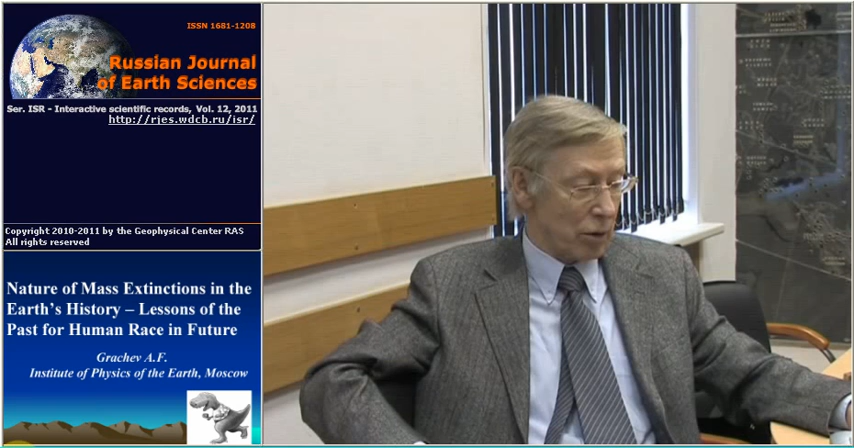 ISSN 1681-1208
Russian Journal
of Earth Sciences
Ser. ISR - Interactive scientific records, Vol. 12, 2011
http://rjes.wdcb.ru/isr/
Copyright 2010-2011 by the Geophysical Center RAS
All rights reserved
Nature of Mass Extinctions in the
Earth's History – Lessons of the
Past for Human Race in Future
Grachev A.F.
Institute of Physics of the Earth, Moscow